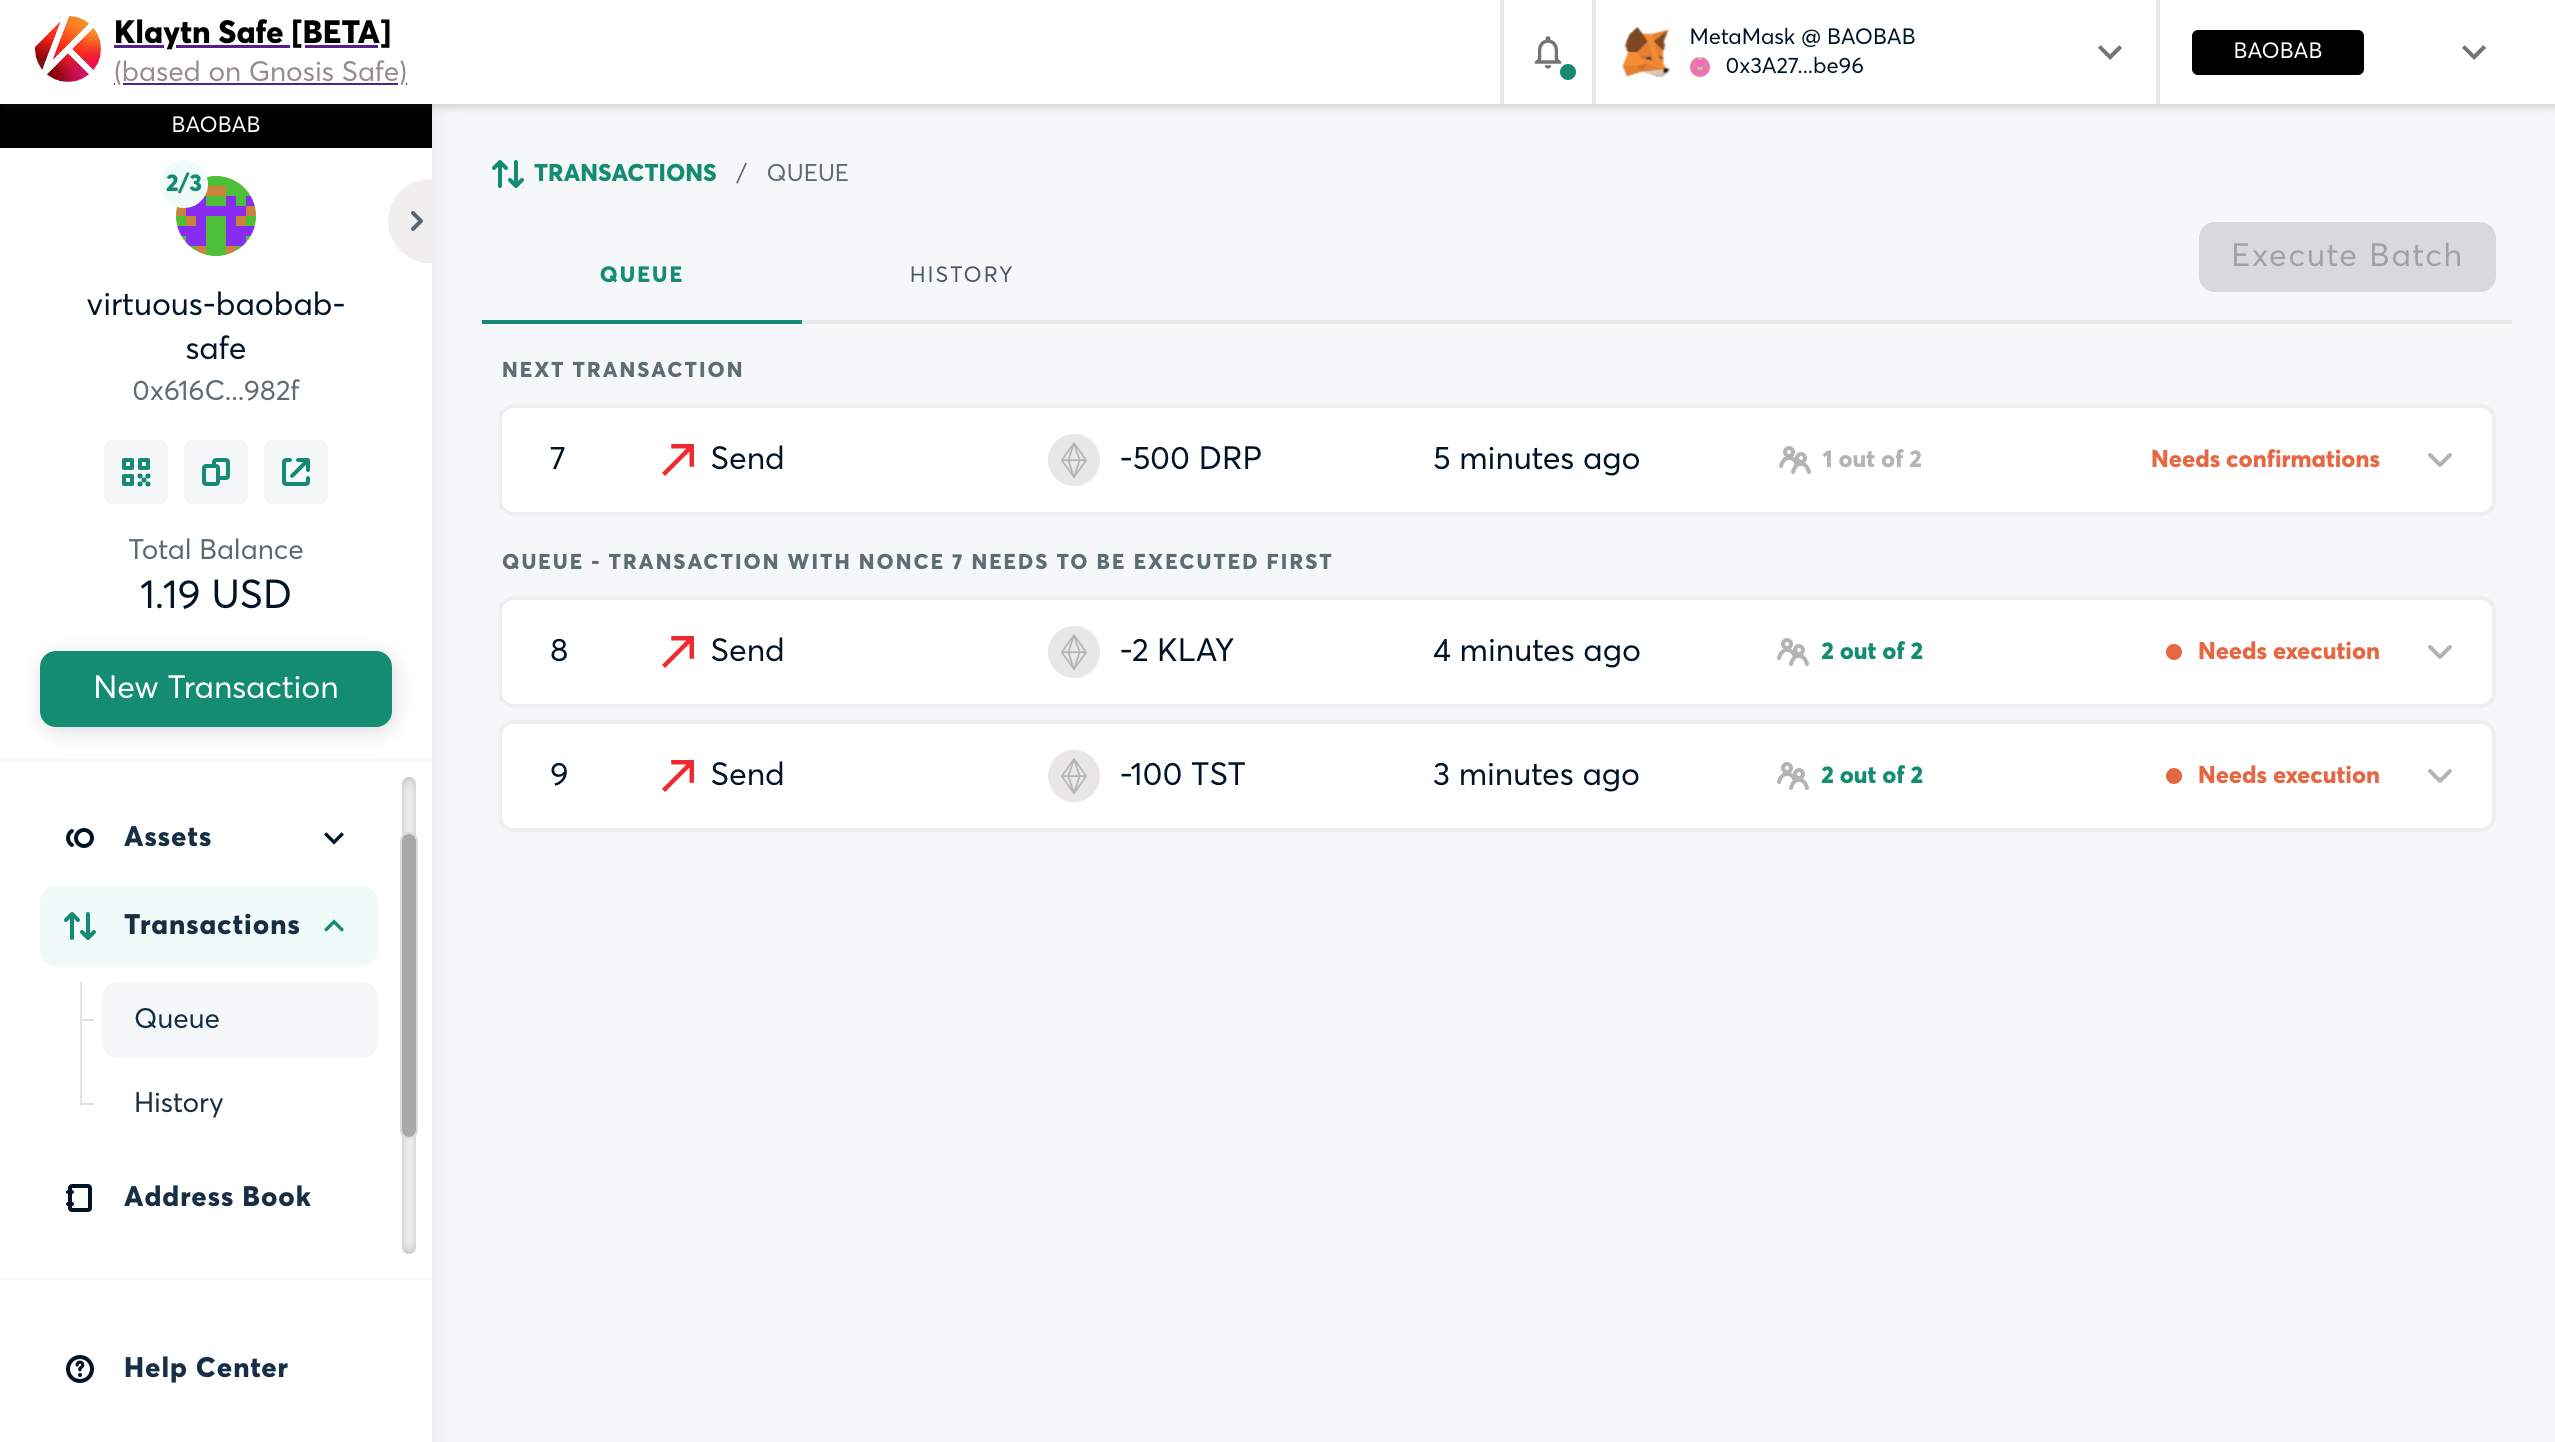 Klaytn Safe [BETA]
(based on Gnosis Safe)
MetaMask @ BAOBAB
0x3A27...be96
BAOBAB
BAOBAB
2/3
virtuous-baobab-
safe
0x616C...982f
Total Balance
1.19 USD
New Transaction
Assets
Transactions
Queue
History
Address Book
Help Center
TRANSACTIONS / QUEUE
QUEUE
HISTORY
Execute Batch
NEXT TRANSACTION
7 Send -500 DRP 5 minutes ago 1 out of 2 Needs confirmations
QUEUE - TRANSACTION WITH NONCE 7 NEEDS TO BE EXECUTED FIRST
8 Send -2 KLAY 4 minutes ago 2 out of 2 Needs execution
9 Send -100 TST 3 minutes ago 2 out of 2 Needs execution